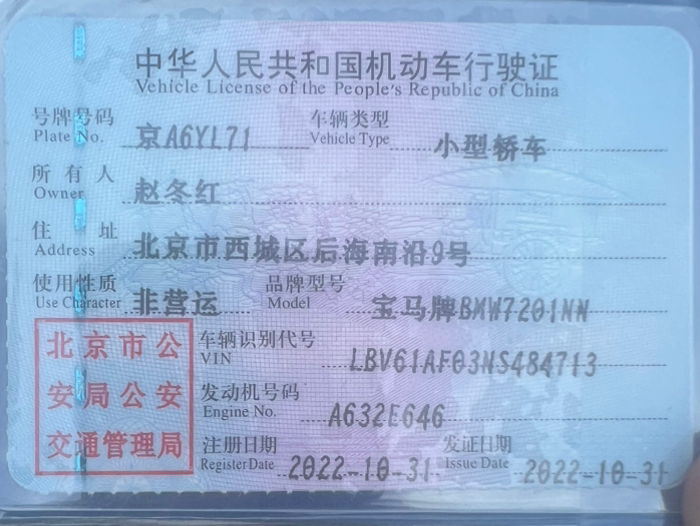 中华人民共和国机动车行驶证
Vehicle License of the People's Republic of China
号牌号码 京A6YL71 车辆类型 小型轿车
Plate No. Vehicle Type
所有人 赵冬红
Owner
住址 北京市西城区后海南沿9号
Address
使用性质 非营运 品牌型号 宝马牌BMW7201NN
Use Character Model
北京市公安局公安交通管理局
车辆识别代号 LBV61AF03NS484713
VIN
发动机号码 A632E646
Engine No.
注册日期 2022-10-31 发证日期 2022-10-31
Register Date Issue Date